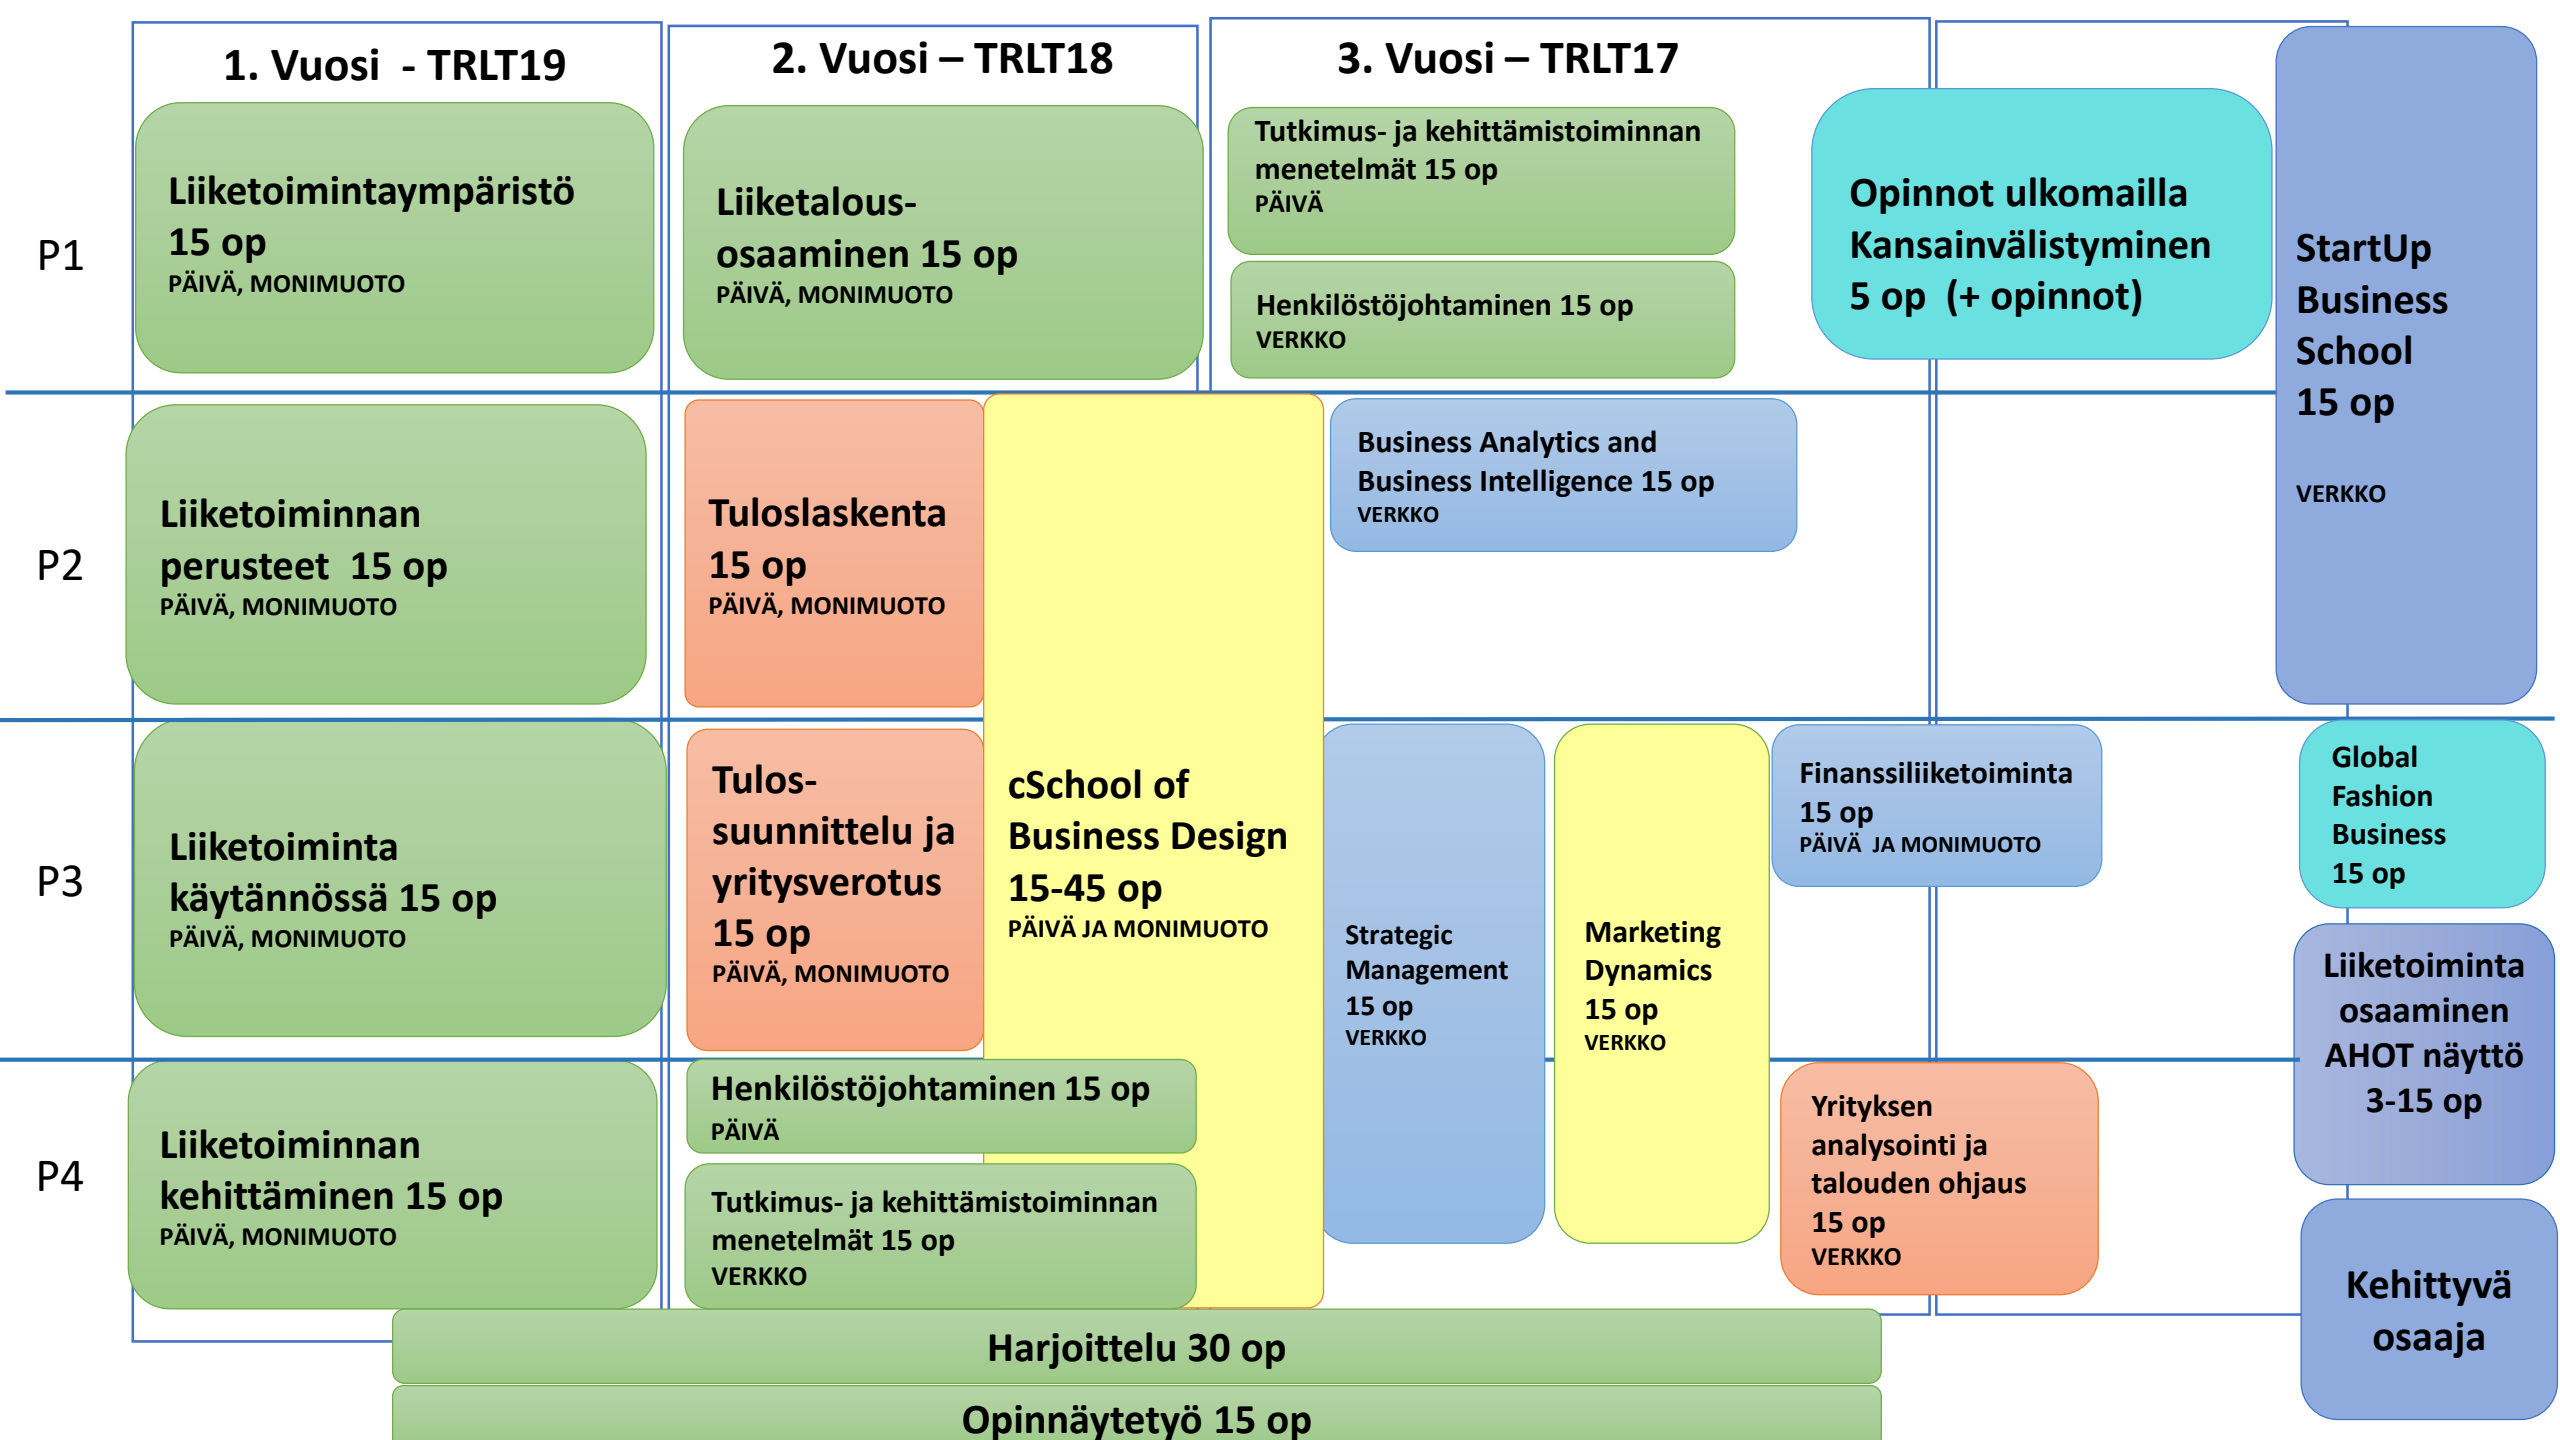 1. Vuosi - TRLT19
2. Vuosi – TRLT18
3. Vuosi – TRLT17
P1
Liiketoimintaympäristö
15 op
PÄIVÄ, MONIMUOTO
Liiketalous-
osaaminen 15 op
PÄIVÄ, MONIMUOTO
Tutkimus- ja kehittämistoiminnan
menetelmät 15 op
PÄIVÄ
Henkilöstöjohtaminen 15 op
VERKKO
Opinnot ulkomailla
Kansainvälistyminen
5 op (+ opinnot)
StartUp
Business
School
15 op
VERKKO
P2
Liiketoiminnan
perusteet 15 op
PÄIVÄ, MONIMUOTO
Tuloslaskenta
15 op
PÄIVÄ, MONIMUOTO
Business Analytics and
Business Intelligence 15 op
VERKKO
P3
Liiketoiminta
käytännössä 15 op
PÄIVÄ, MONIMUOTO
Tulos-
suunnittelu ja
yritysverotus
15 op
PÄIVÄ, MONIMUOTO
cSchool of
Business Design
15-45 op
PÄIVÄ JA MONIMUOTO
Strategic
Management
15 op
VERKKO
Marketing
Dynamics
15 op
VERKKO
Finanssiliiketoiminta
15 op
PÄIVÄ JA MONIMUOTO
Global
Fashion
Business
15 op
Liiketoiminta
osaaminen
AHOT näyttö
3-15 op
P4
Liiketoiminnan
kehittäminen 15 op
PÄIVÄ, MONIMUOTO
Henkilöstöjohtaminen 15 op
PÄIVÄ
Tutkimus- ja kehittämistoiminnan
menetelmät 15 op
VERKKO
Yrityksen
analysointi ja
talouden ohjaus
15 op
VERKKO
Kehittyvä
osaaja
Harjoittelu 30 op
Opinnäytetyö 15 op